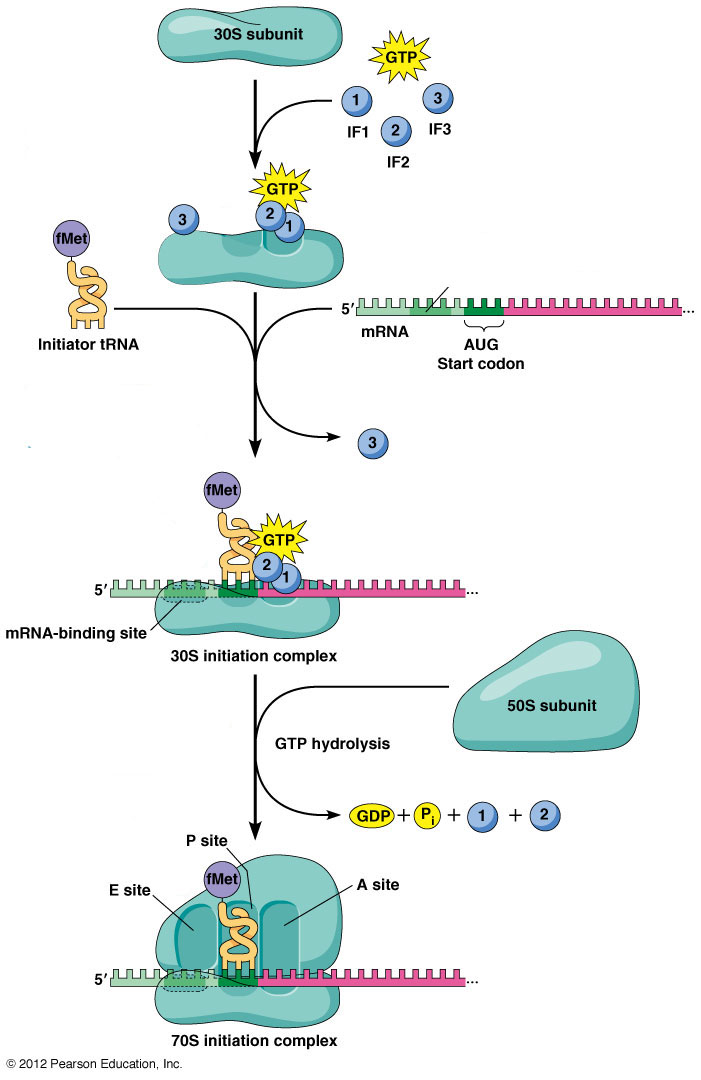 30S subunit
GTP
1
3
IF1
2
IF3
IF2
GTP
3
2
1
fMet
5′
...
mRNA
Initiator tRNA
AUG
Start codon
3
fMet
GTP
2
1
5′
...
mRNA-binding site
30S initiation complex
50S subunit
GTP hydrolysis
GDP + Pi + 1 + 2
P site
fMet
E site
A site
5′
...
70S initiation complex
© 2012 Pearson Education, Inc.